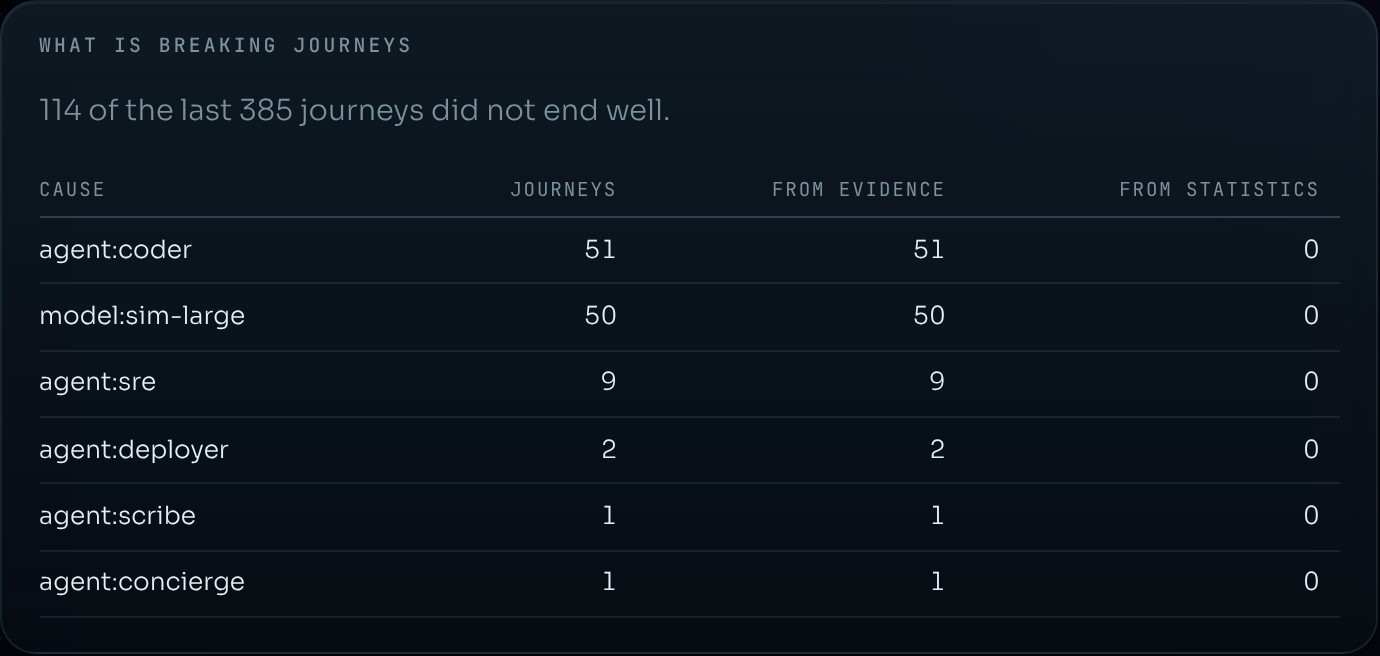 WHAT IS BREAKING JOURNEYS
114 of the last 385 journeys did not end well.
CAUSE JOURNEYS FROM EVIDENCE FROM STATISTICS
agent:coder 51 51 0
model:sim-large 50 50 0
agent:sre 9 9 0
agent:deployer 2 2 0
agent:scribe 1 1 0
agent:concierge 1 1 0